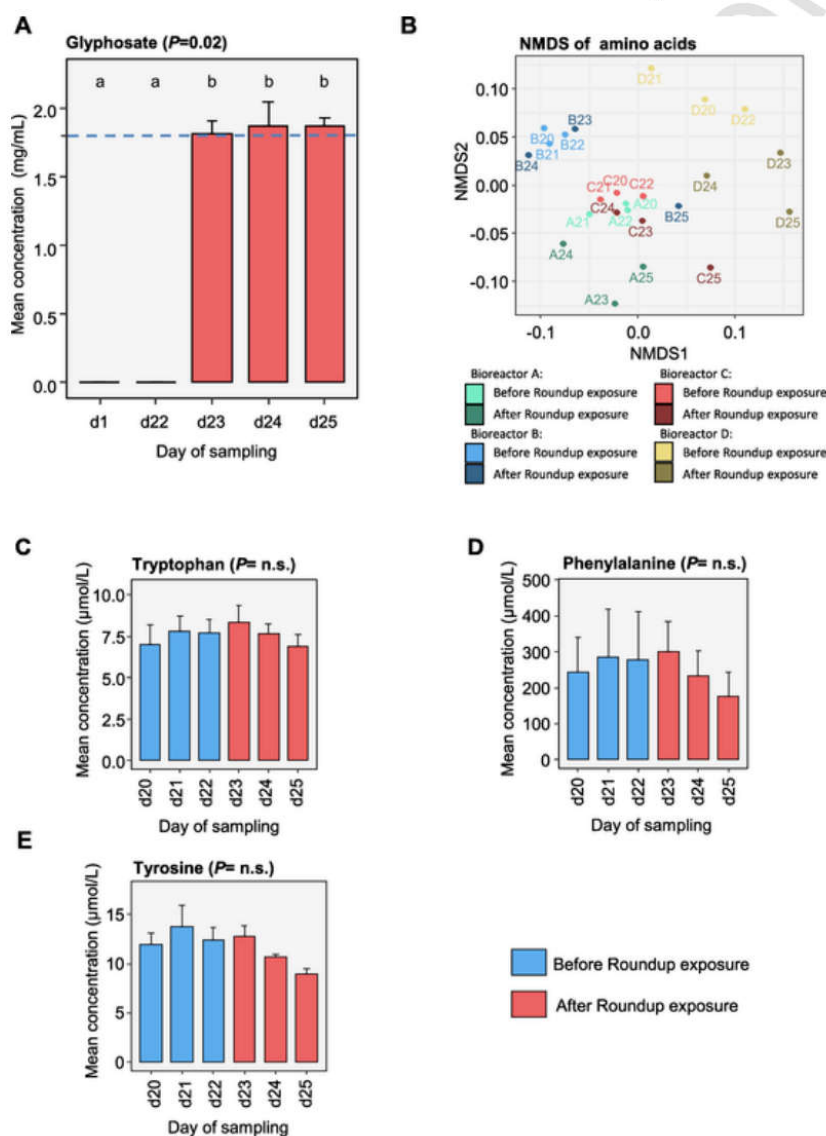 A
Glyphosate (P=0.02)
a a b b b
Mean concentration (mg/mL)
2.0
1.5
1.0
0.5
0.0
d1 d22 d23 d24 d25
Day of sampling
B
NMDS of amino acids
NMDS2
0.10
0.05
0.00
-0.05
-0.10
D21
D20
D22
B23
B20
B22
B21
B24
D23
D24
C20
C21
C22
A20
C24
A21
A22
B25
D25
C23
A24
A25
C25
A23
-0.1 0.0 0.1
NMDS1
Bioreactor A:
Before Roundup exposure
After Roundup exposure
Bioreactor B:
Before Roundup exposure
After Roundup exposure
Bioreactor C:
Before Roundup exposure
After Roundup exposure
Bioreactor D:
Before Roundup exposure
After Roundup exposure
C
Tryptophan (P= n.s.)
Mean concentration (µmol/L)
10.0
7.5
5.0
2.5
0.0
d20 d21 d22 d23 d24 d25
Day of sampling
D
Phenylalanine (P= n.s.)
Mean concentration (µmol/L)
500
400
300
200
100
0
d20 d21 d22 d23 d24 d25
Day of sampling
E
Tyrosine (P= n.s.)
Mean concentration (µmol/L)
15
10
5
0
d20 d21 d22 d23 d24 d25
Day of sampling
Before Roundup exposure
After Roundup exposure